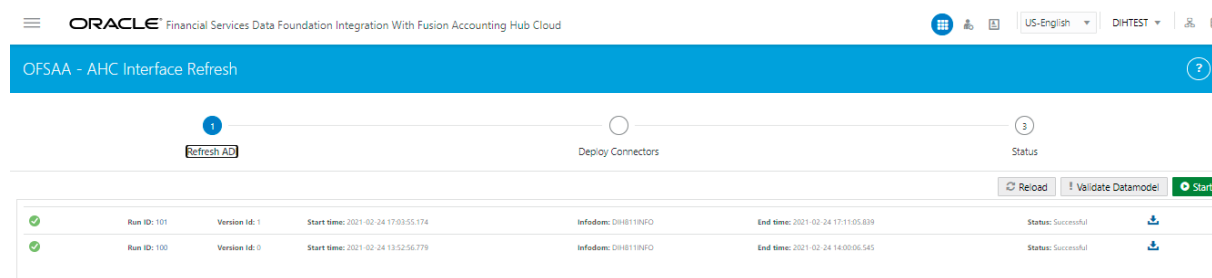 ORACLE® Financial Services Data Foundation Integration With Fusion Accounting Hub Cloud US-English DIHTEST
OFSAA - AHC Interface Refresh ?
1 3
Refresh ADI Deploy Connectors Status
Reload ! Validate Datamodel Start
Run ID: 101 Version Id: 1 Start time: 2021-02-24 17:03:55.174 Infodom: DIH811INFO End time: 2021-02-24 17:11:05.839 Status: Successful
Run ID: 100 Version Id: 0 Start time: 2021-02-24 13:52:56.779 Infodom: DIH811INFO End time: 2021-02-24 14:00:06.545 Status: Successful